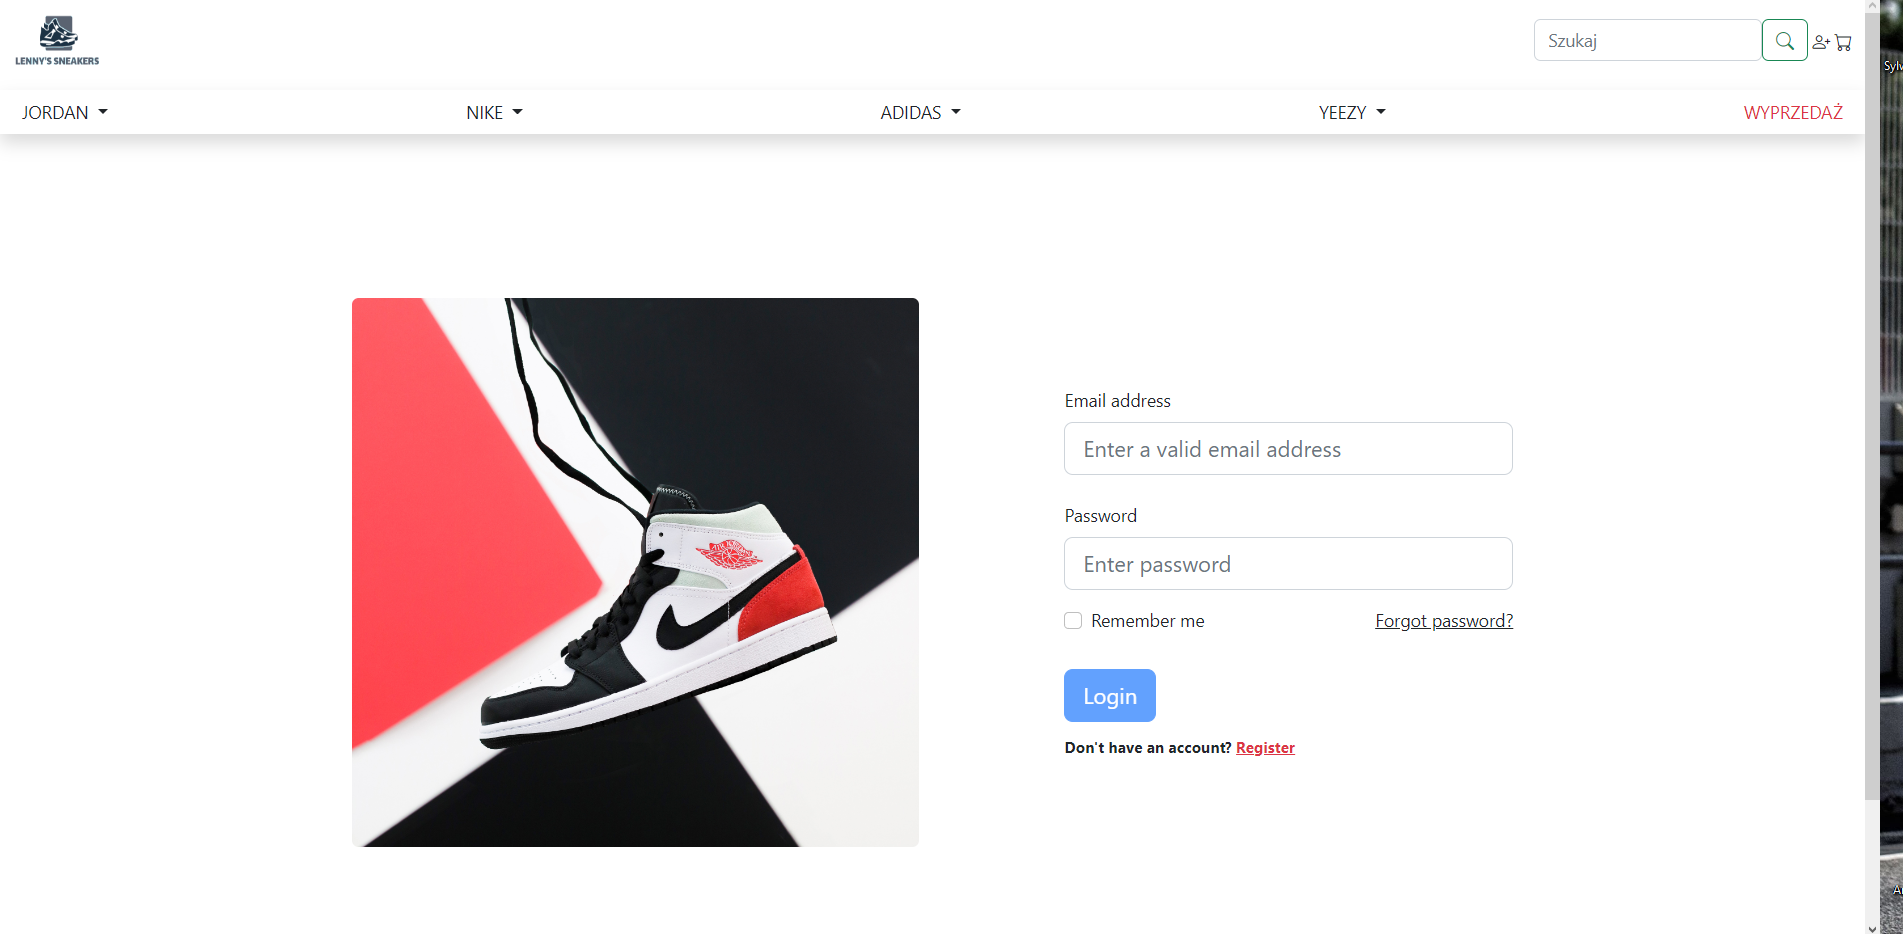 LENNY'S SNEAKERS
Szukaj
JORDAN
NIKE
ADIDAS
YEEZY
WYPRZEDAŻ
Email address
Enter a valid email address
Password
Enter password
Remember me
Forgot password?
Login
Don't have an account? Register